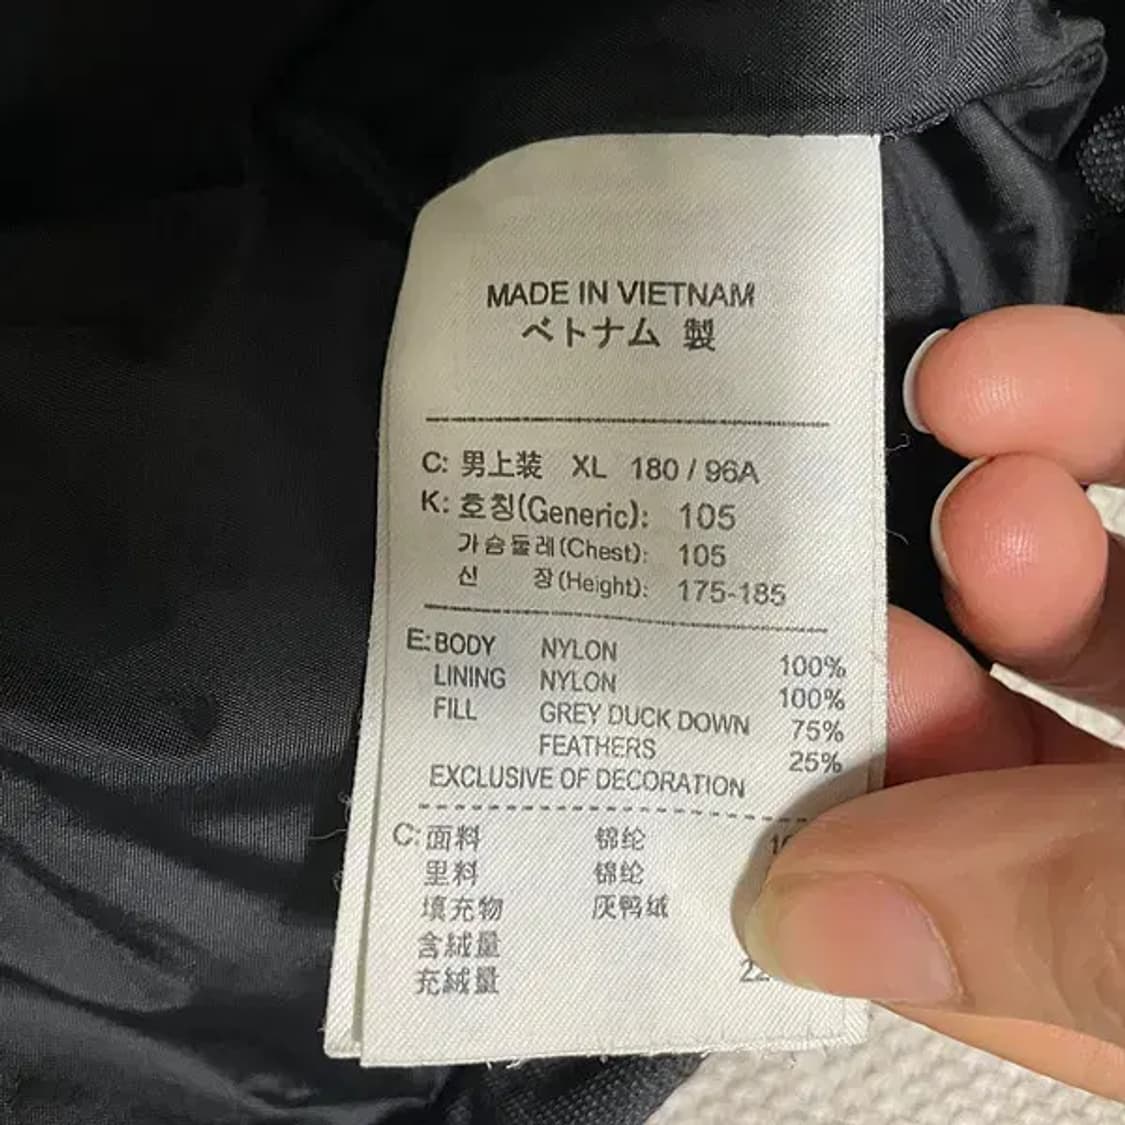 MADE IN VIETNAM
ベトナム 製
C: 男上装 XL 180 / 96A
K: 호칭(Generic): 105
가슴둘레(Chest): 105
신 장(Height): 175-185
E: BODY NYLON 100%
LINING NYLON 100%
FILL GREY DUCK DOWN 75%
FEATHERS 25%
EXCLUSIVE OF DECORATION
C: 面料 锦纶
里料 锦纶
填充物 灰鸭绒
含絨量
充絨量